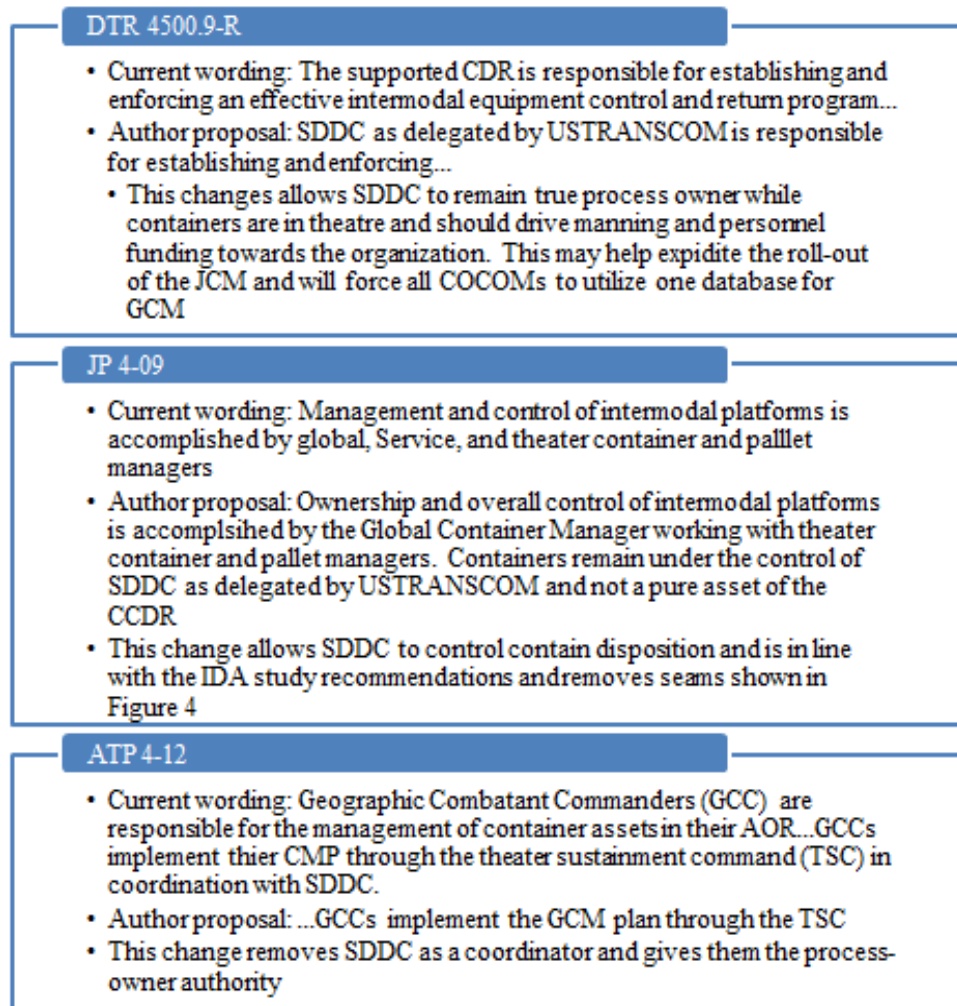 DTR 4500.9-R
• Current wording: The supported CDR is responsible for establishing and
enforcing an effective intermodal equipment control and return program...
• Author proposal: SDDC as delegated by USTRANSCOM is responsible
for establishing and enforcing...
• This changes allows SDDC to remain true process owner while
containers are in theatre and should drive manning and personnel
funding towards the organization. This may help expidite the roll-out
of the JCM and will force all COCOMs to utilize one database for
GCM
JP 4-09
• Current wording: Management and control of intermodal platforms is
accomplished by global, Service, and theater container and palllet
managers
• Author proposal: Ownership and overall control of intermodal platforms
is accomplsihed by the Global Container Manager working with theater
container and pallet managers. Containers remain under the control of
SDDC as delegated by USTRANSCOM and not a pure asset of the
CCDR
• This change allows SDDC to control contain disposition and is in line
with the IDA study recommendations and removes seams shown in
Figure 4
ATP 4-12
• Current wording: Geographic Combatant Commanders (GCC) are
responsible for the management of container assets in their AOR...GCCs
implement thier CMP through the theater sustainment command (TSC) in
coordination with SDDC.
• Author proposal: ...GCCs implement the GCM plan through the TSC
• This change removes SDDC as a coordinator and gives them the process-
owner authority